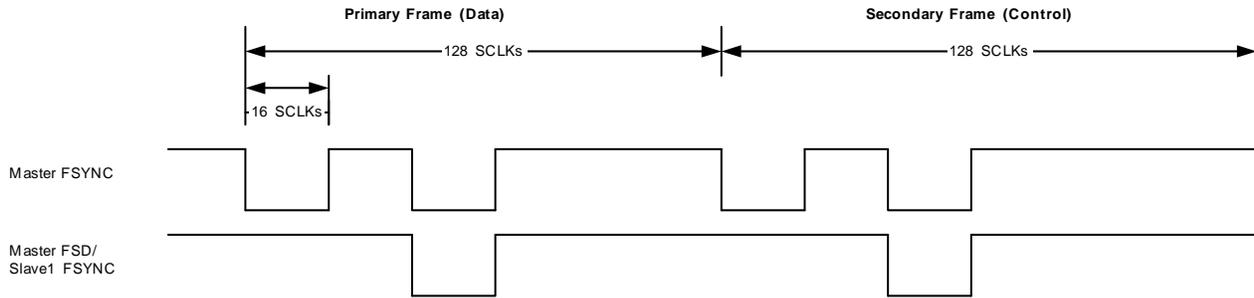 Primary Frame (Data)
Secondary Frame (Control)
128 SCLKs
128 SCLKs
16 SCLKs
Master FSYNC
Master FSD/
Slave1 FSYNC